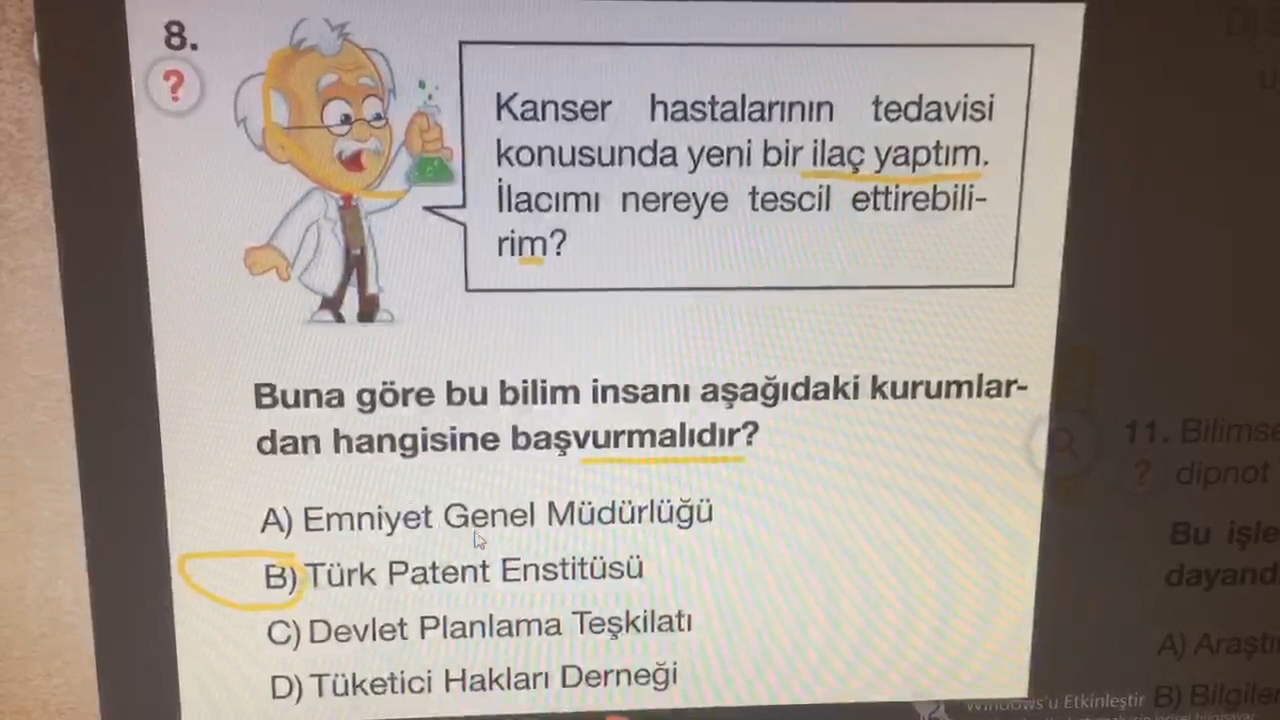 8.
?
Kanser hastalarının tedavisi
konusunda yeni bir ilaç yaptım.
İlacımı nereye tescil ettirebili-
rim?
Buna göre bu bilim insanı aşağıdaki kurumlar-
dan hangisine başvurmalıdır?
A) Emniyet Genel Müdürlüğü
B) Türk Patent Enstitüsü
C) Devlet Planlama Teşkilatı
D) Tüketici Hakları Derneği
11. Bilimse
? dipnot
Bu işle
dayand
A) Araştı
B) Bilgile
Windows'u Etkinleştir